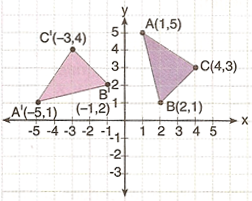 y
A(1,5)
C'(-3,4)
5
4
3
2
1
C(4,3)
B'
(-1,2)
B(2,1)
A'(-5,1)
-5 -4 -3 -2 -1 0 1 2 3 4 5 x
-1
-2
-3